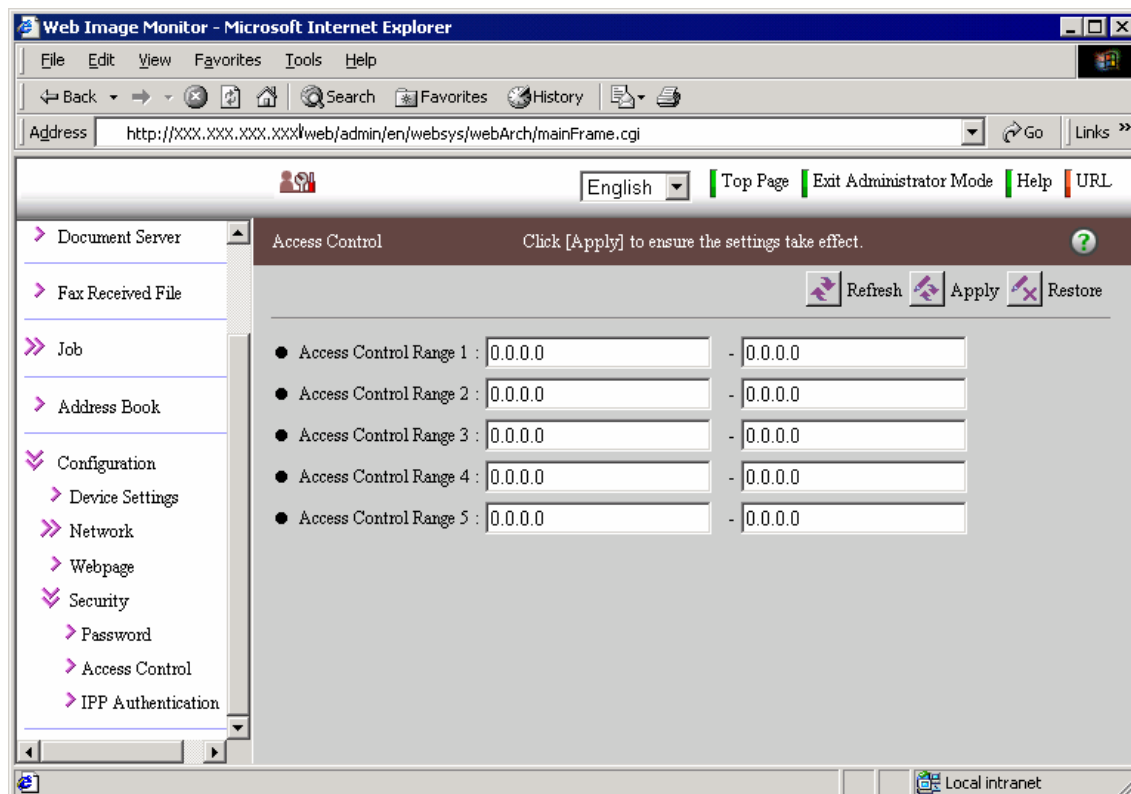 Web Image Monitor - Microsoft Internet Explorer
File Edit View Favorites Tools Help
Back Search Favorites History
Address http://XXX.XXX.XXX.XXX/web/admin/en/websys/webArch/mainFrame.cgi Go Links »
English Top Page Exit Administrator Mode Help URL
Document Server
Fax Received File
Job
Address Book
Configuration
Device Settings
Network
Webpage
Security
Password
Access Control
IPP Authentication
Access Control Click [Apply] to ensure the settings take effect. ?
Refresh Apply Restore
Access Control Range 1 : 0.0.0.0 - 0.0.0.0
Access Control Range 2 : 0.0.0.0 - 0.0.0.0
Access Control Range 3 : 0.0.0.0 - 0.0.0.0
Access Control Range 4 : 0.0.0.0 - 0.0.0.0
Access Control Range 5 : 0.0.0.0 - 0.0.0.0
Local intranet